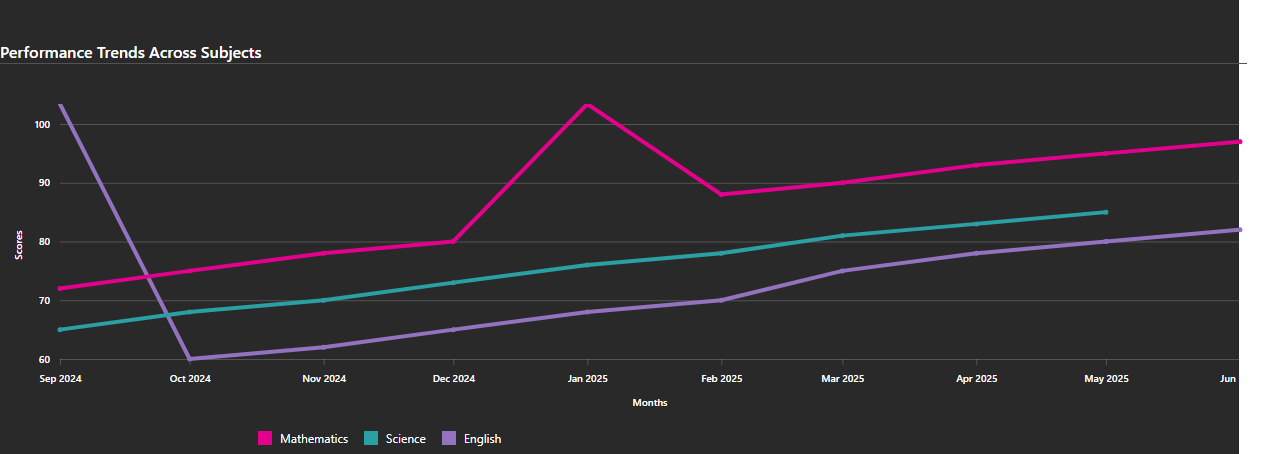 Performance Trends Across Subjects
100
90
80
70
60
Scores
Sep 2024 Oct 2024 Nov 2024 Dec 2024 Jan 2025 Feb 2025 Mar 2025 Apr 2025 May 2025 Jun
Months
Mathematics Science English